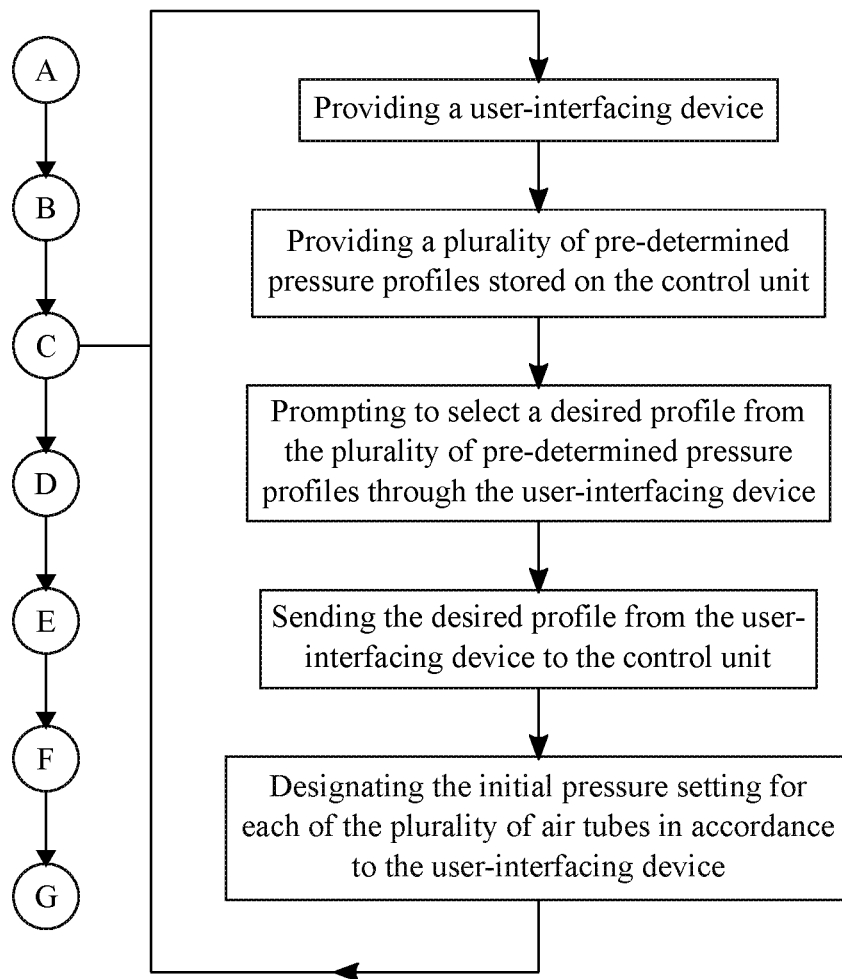 A
B
C
D
E
F
G
Providing a user-interfacing device
Providing a plurality of pre-determined
pressure profiles stored on the control unit
Prompting to select a desired profile from
the plurality of pre-determined pressure
profiles through the user-interfacing device
Sending the desired profile from the user-
interfacing device to the control unit
Designating the initial pressure setting for
each of the plurality of air tubes in accordance
to the user-interfacing device